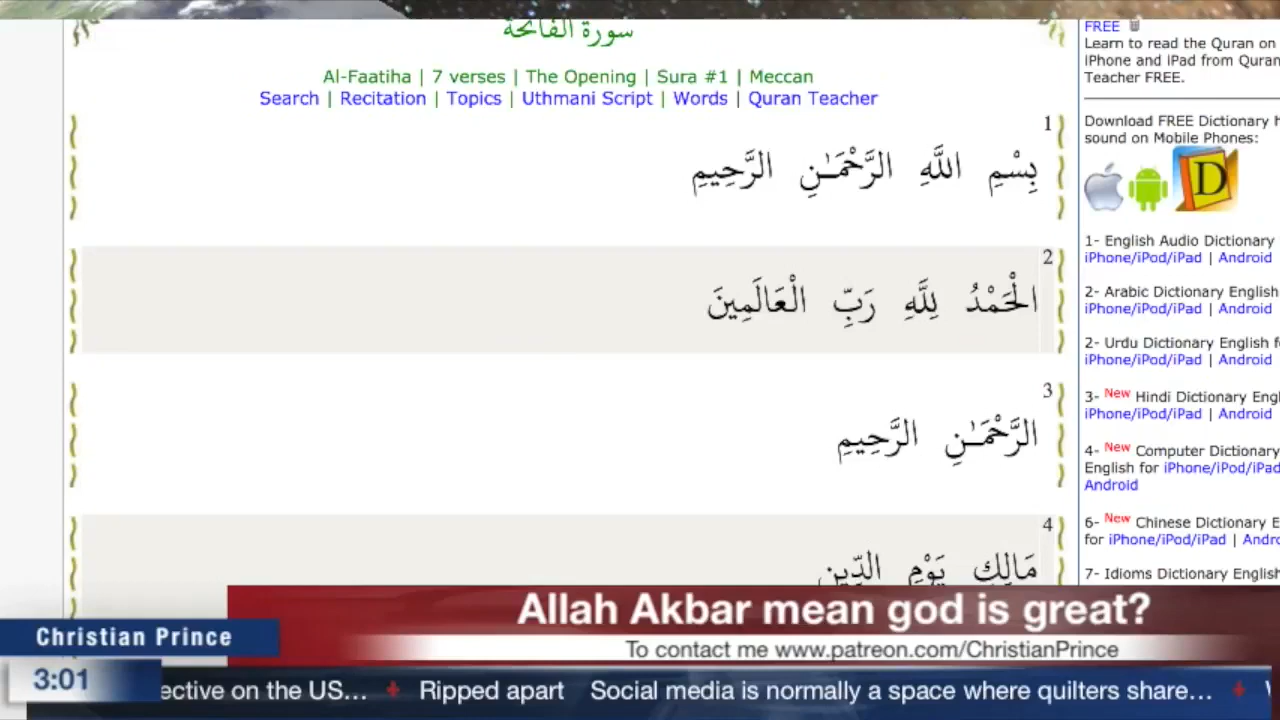 سورة الفاتحة
Al-Faatiha | 7 verses | The Opening | Sura #1 | Meccan
Search | Recitation | Topics | Uthmani Script | Words | Quran Teacher
1
بِسْمِ اللَّهِ الرَّحْمَـٰنِ الرَّحِيمِ
2
الْحَمْدُ لِلَّهِ رَبِّ الْعَالَمِينَ
3
الرَّحْمَـٰنِ الرَّحِيمِ
4
مَالِكِ يَوْمِ الدِّينِ
FREE
Learn to read the Quran on
iPhone and iPad from Quran
Teacher FREE.
Download FREE Dictionary
sound on Mobile Phones:
D
1- English Audio Dictionary
iPhone/iPod/iPad | Android
2- Arabic Dictionary English
iPhone/iPod/iPad | Android
2- Urdu Dictionary English
iPhone/iPod/iPad | Android
3- New Hindi Dictionary
iPhone/iPod/iPad | Android
4- New Computer Dictionary
English for iPhone/iPod/iPad
Android
6- New Chinese Dictionary
for iPhone/iPod/iPad |
7- Idioms Dictionary English
Allah Akbar mean god is great?
Christian Prince
To contact me www.patreon.com/ChristianPrince
3:01
ective on the US... Ripped apart Social media is normally a space where quilters share...